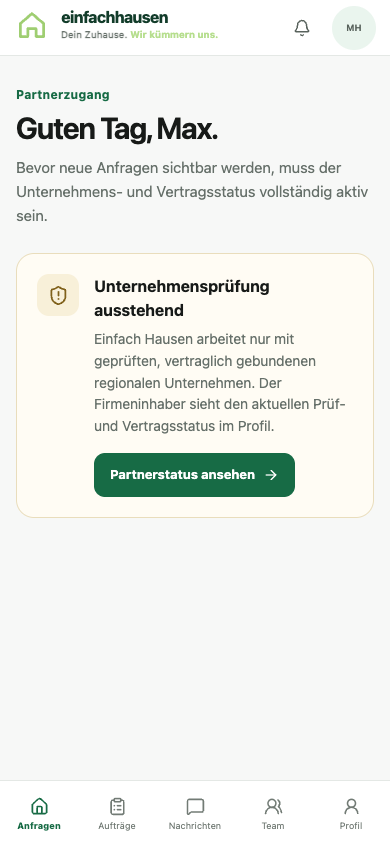 einfachhausen
Dein Zuhause. Wir kümmern uns.
MH
Partnerzugang
Guten Tag, Max.
Bevor neue Anfragen sichtbar werden, muss der
Unternehmens- und Vertragsstatus vollständig aktiv
sein.
Unternehmensprüfung
ausstehend
Einfach Hausen arbeitet nur mit
geprüften, vertraglich gebundenen
regionalen Unternehmen. Der
Firmeninhaber sieht den aktuellen Prüf-
und Vertragsstatus im Profil.
Partnerstatus ansehen
Anfragen
Aufträge
Nachrichten
Team
Profil